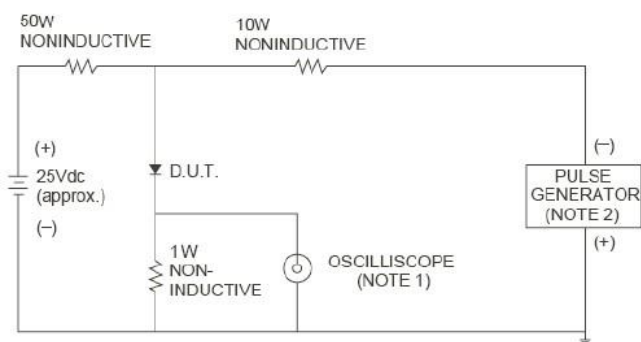 50W
NONINDUCTIVE
10W
NONINDUCTIVE
(+)
25Vdc
(approx.)
(−)
D.U.T.
1W
NON-
INDUCTIVE
OSCILLISCOPE
(NOTE 1)
(−)
PULSE
GENERATOR
(NOTE 2)
(+)